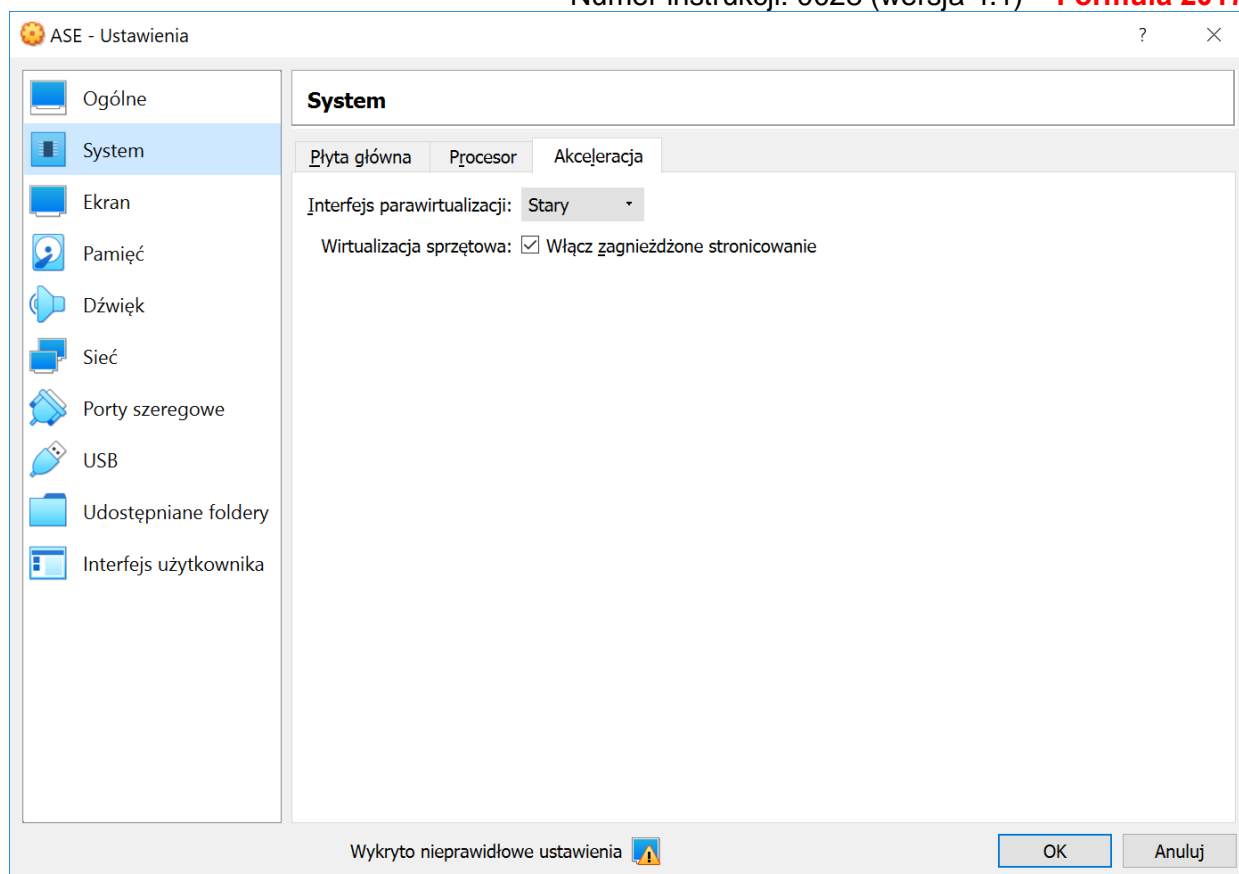 ASE - Ustawienia
?
Ogólne
System
Ekran
Pamięć
Dźwięk
Sieć
Porty szeregowe
USB
Udostępniane foldery
Interfejs użytkownika
System
Płyta główna Procesor Akceleracja
Interfejs parawirtualizacji: Stary
Wirtualizacja sprzętowa: Włącz zagnieżdżone stronicowanie
Wykryto nieprawidłowe ustawienia
OK Anuluj